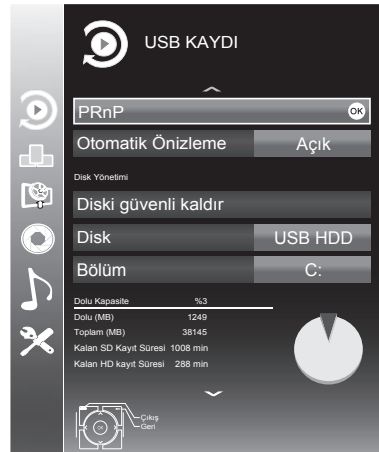 USB KAYDI
PRnP OK
Otomatik Önizleme Açık
Disk Yönetimi
Diski güvenli kaldır
Disk USB HDD
Bölüm C:
Dolu Kapasite %3
Dolu (MB) 1249
Toplam (MB) 38145
Kalan SD Kayıt Süresi 1008 min
Kalan HD kayıt Süresi 288 min
OK
Çıkış
Geri